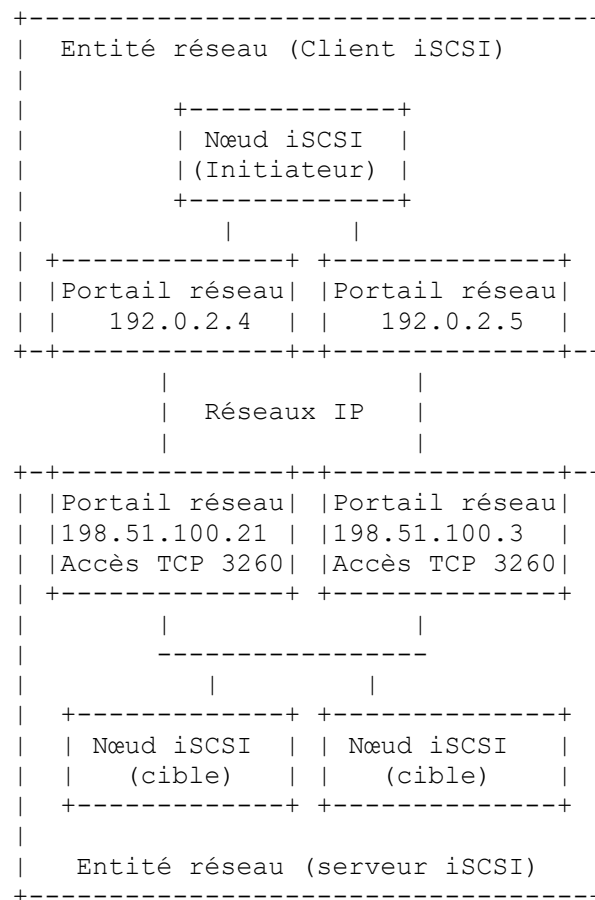 Entité réseau (Client iSCSI)
Nœud iSCSI
(Initiateur)
Portail réseau Portail réseau
192.0.2.4 192.0.2.5
Réseaux IP
Portail réseau Portail réseau
198.51.100.21 198.51.100.3
Accès TCP 3260 Accès TCP 3260
Nœud iSCSI Nœud iSCSI
(cible) (cible)
Entité réseau (serveur iSCSI)